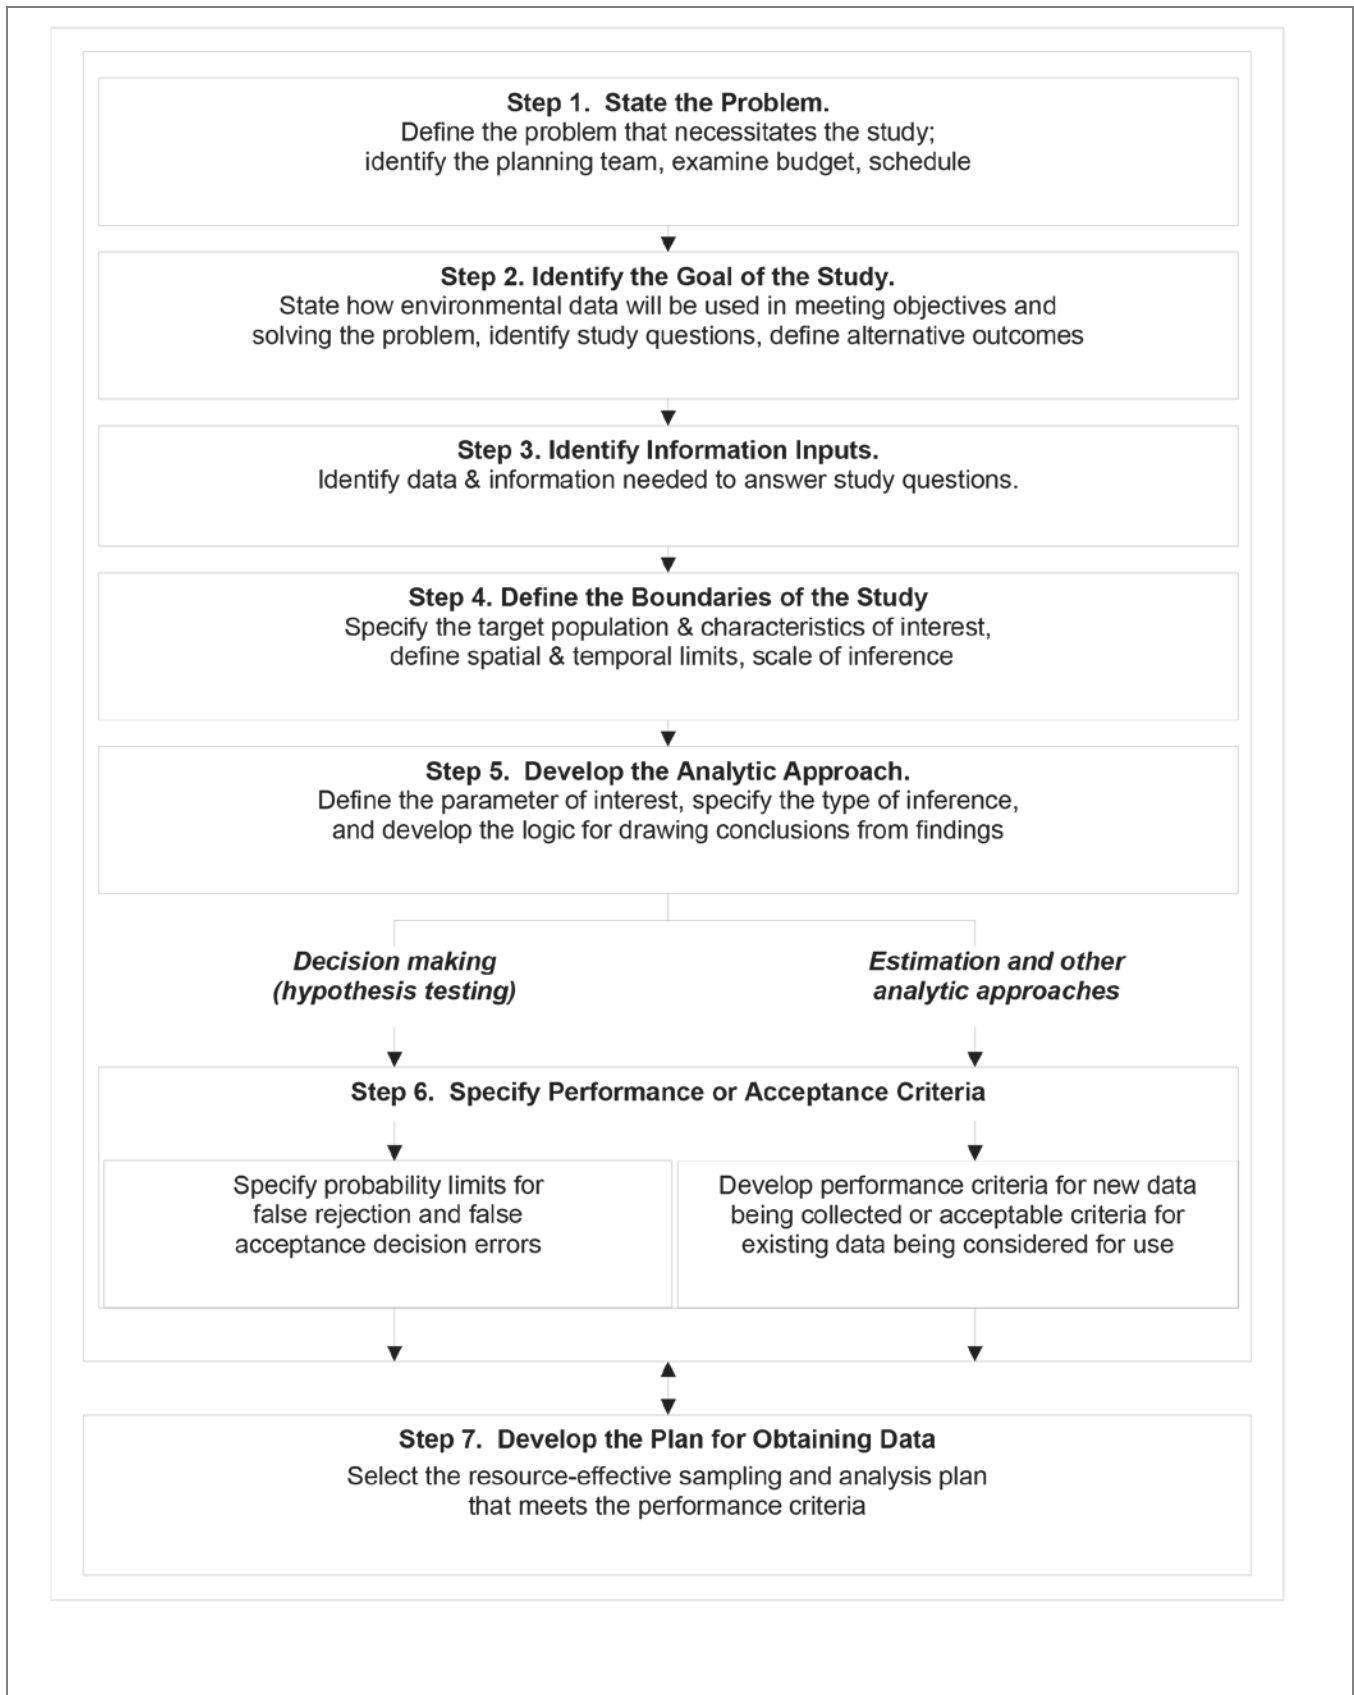 Step 1.  State the Problem.
Define the problem that necessitates the study;
identify the planning team, examine budget, schedule
Step 2. Identify the Goal of the Study.
State how environmental data will be used in meeting objectives and
solving the problem, identify study questions, define alternative outcomes
Step 3. Identify Information Inputs.
Identify data & information needed to answer study questions.
Step 4. Define the Boundaries of the Study
Specify the target population & characteristics of interest,
define spatial & temporal limits, scale of inference
Step 5.  Develop the Analytic Approach.
Define the parameter of interest, specify the type of inference,
and develop the logic for drawing conclusions from findings
Decision making
(hypothesis testing)
Estimation and other
analytic approaches
Step 6.  Specify Performance or Acceptance Criteria
Specify probability limits for
false rejection and false
acceptance decision errors
Develop performance criteria for new data
being collected or acceptable criteria for
existing data being considered for use
Step 7.  Develop the Plan for Obtaining Data
Select the resource-effective sampling and analysis plan
that meets the performance criteria